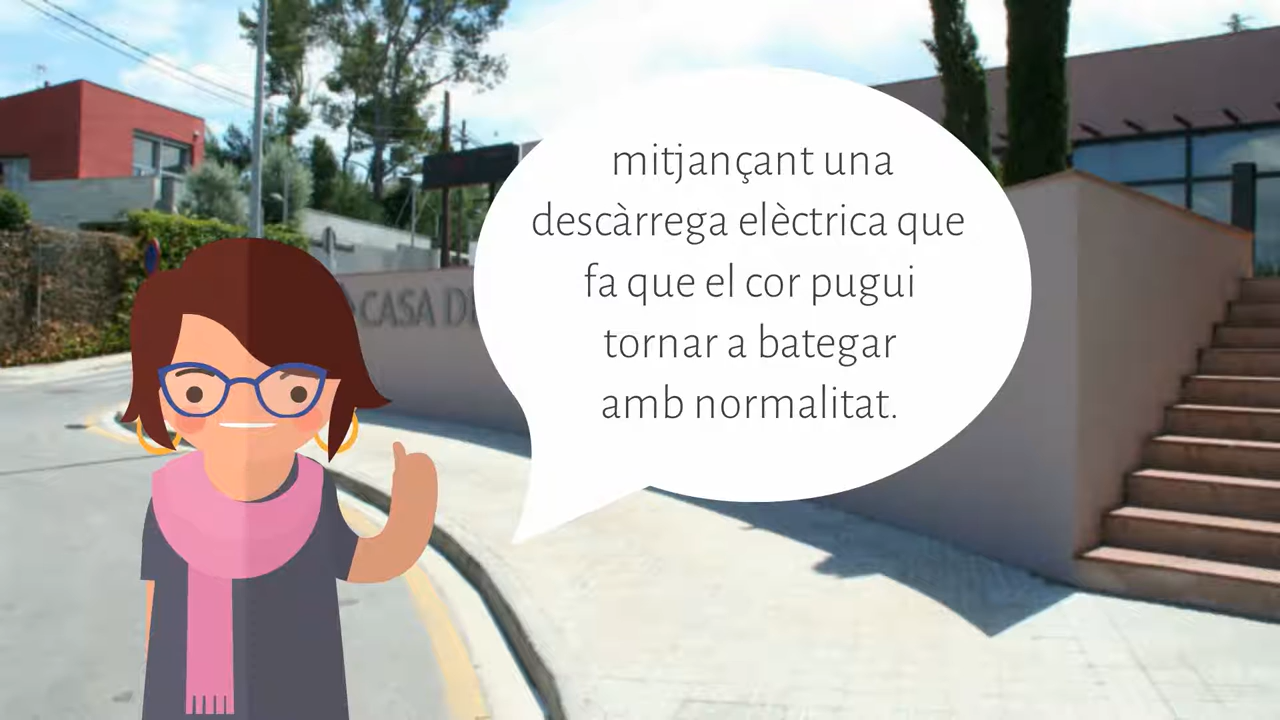 mitjançant una
descàrrega elèctrica que
fa que el cor pugui
tornar a bategar
amb normalitat.
CASA DE